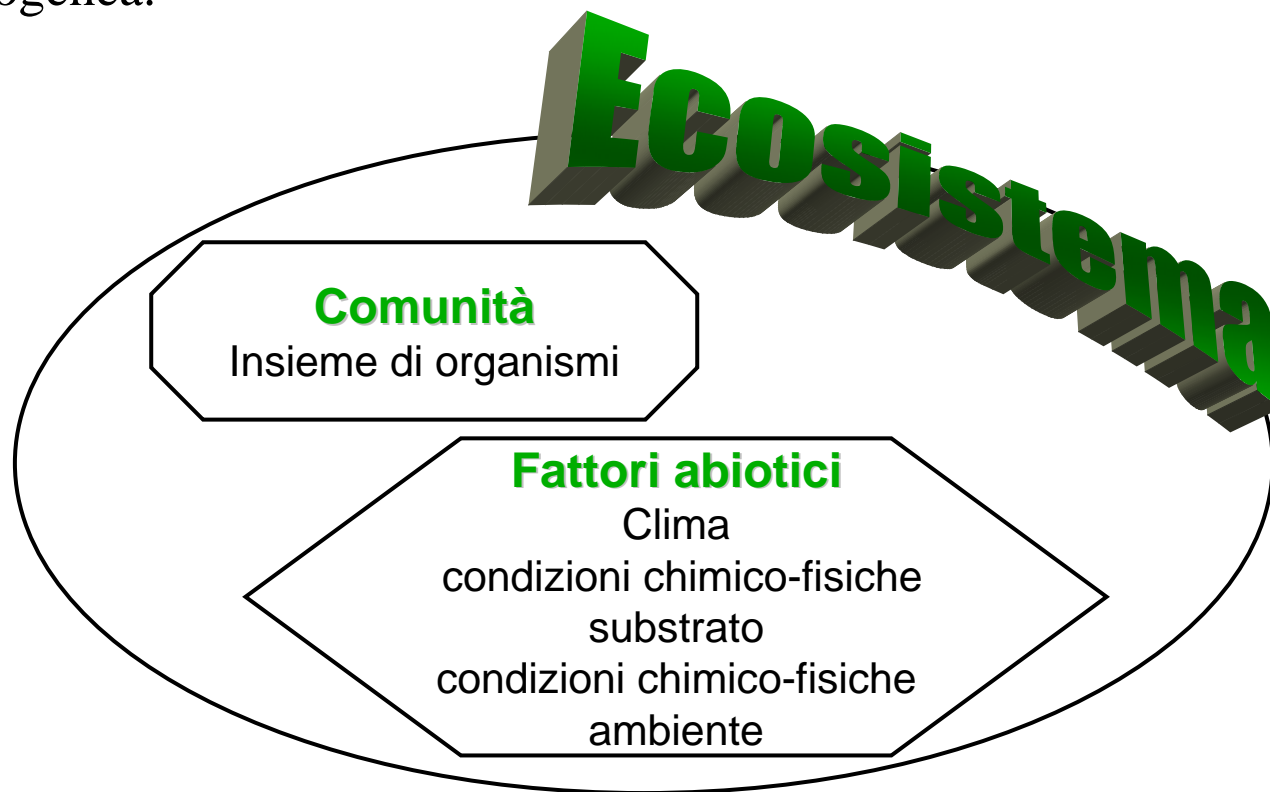 Ecosistema
Comunità
Insieme di organismi
Fattori abiotici
Clima
condizioni chimico-fisiche
substrato
condizioni chimico-fisiche
ambiente